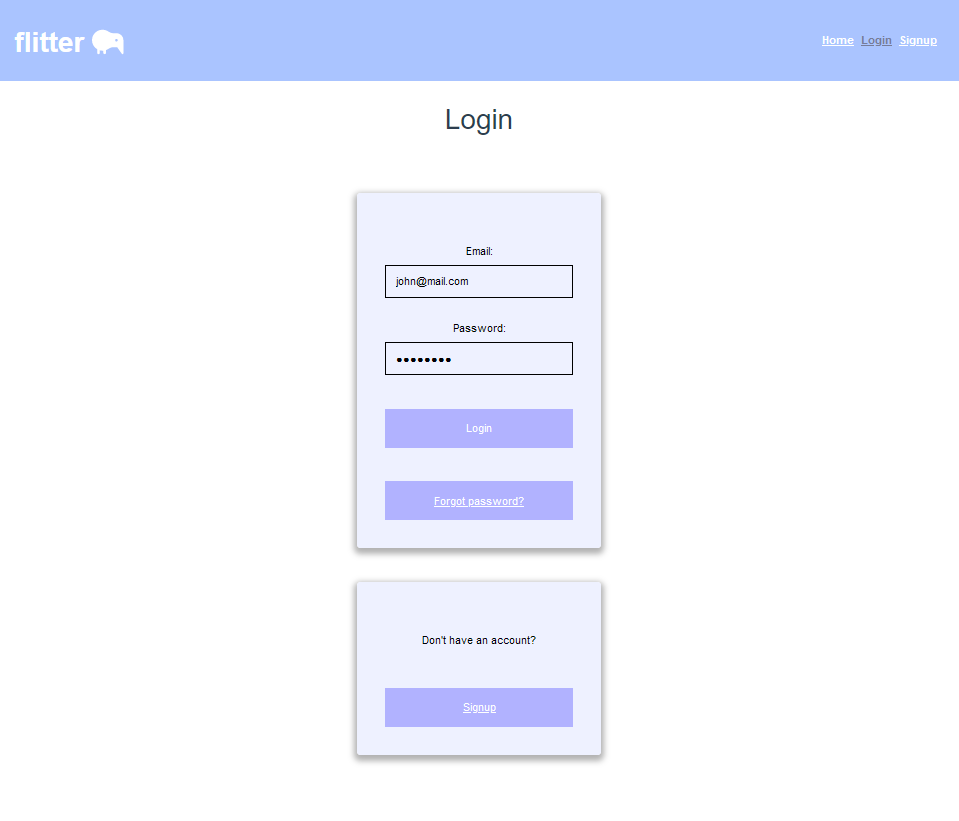 flitter
Home Login Signup
Login
Email:
john@mail.com
Password:
••••••••
Login
Forgot password?
Don't have an account?
Signup